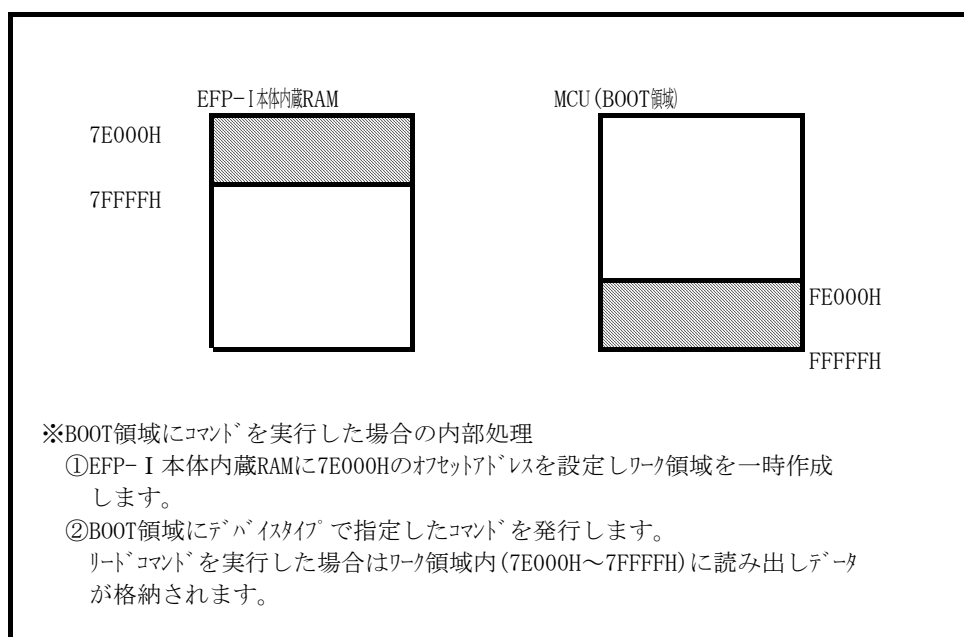 EFP-I本体内蔵RAM
MCU(BOOT領域)
7E000H
7FFFFH
FE000H
FFFFFH
※BOOT領域にｺﾏﾝﾄﾞを実行した場合の内部処理
①EFP-Ⅰ本体内蔵RAMに7E000Hのｵﾌｾｯﾄｱﾄﾞﾚｽを設定しﾜｰｸ領域を一時作成
します。
②BOOT領域にﾃﾞﾊﾞｲｽﾀｲﾌﾟで指定したｺﾏﾝﾄﾞを発行します。
ﾘｰﾄﾞｺﾏﾝﾄﾞを実行した場合はﾜｰｸ領域内(7E000H～7FFFFH)に読み出しﾃﾞｰﾀ
が格納されます。